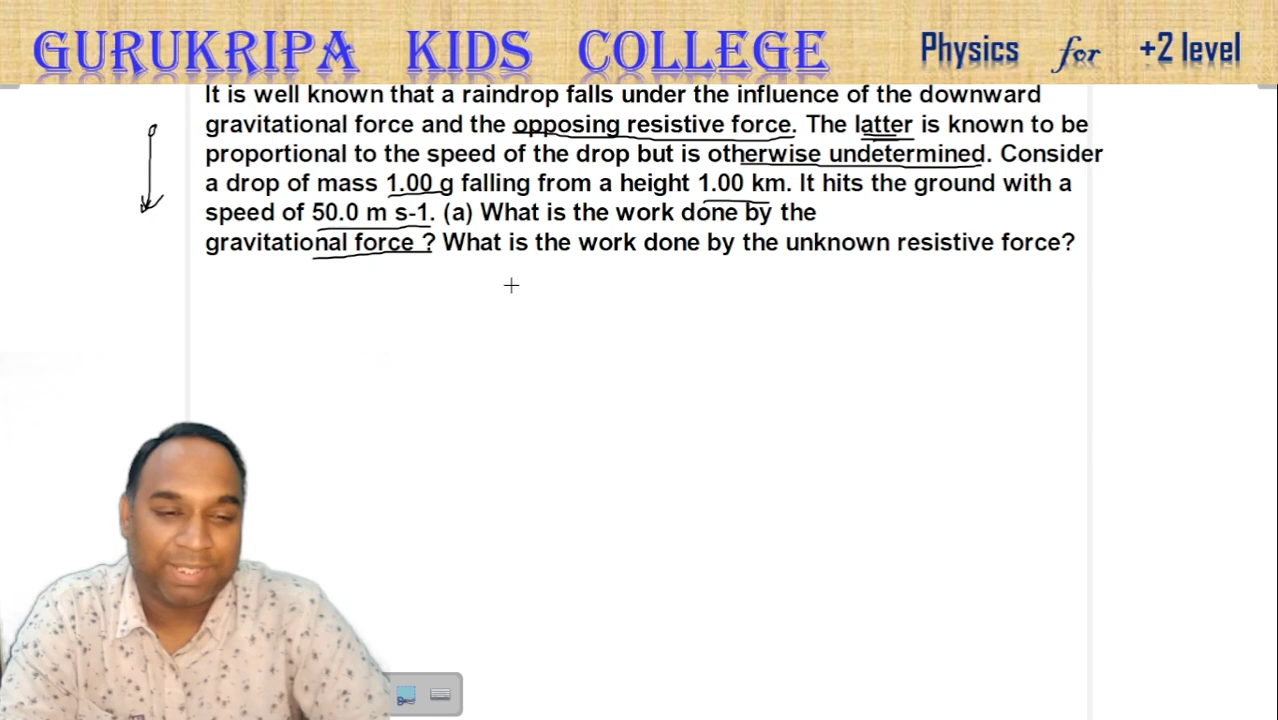 GURUKRIPA KIDS COLLEGE Physics for +2 level
It is well known that a raindrop falls under the influence of the downward
gravitational force and the opposing resistive force. The latter is known to be
proportional to the speed of the drop but is otherwise undetermined. Consider
a drop of mass 1.00 g falling from a height 1.00 km. It hits the ground with a
speed of 50.0 m s-1. (a) What is the work done by the
gravitational force ? What is the work done by the unknown resistive force?